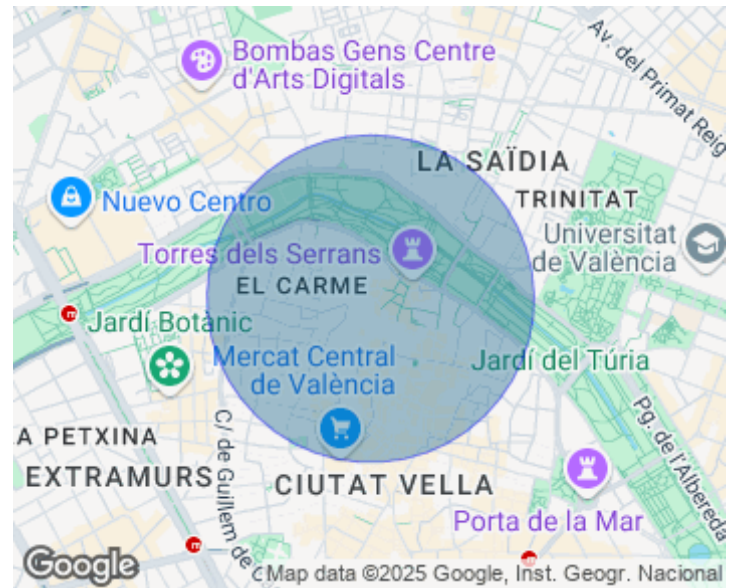 Av. del Primat Reig
Bombas Gens Centre
d'Arts Digitals
LA SAÏDIA
TRINITAT
Nuevo Centro
Universitat
de València
Torres dels Serrans
EL CARME
Jardí Botànic
Mercat Central
de València
Jardí del Túria
A PETXINA
EXTRAMURS
C/ de Guillem de C
CIUTAT VELLA
Pg. de l'Albereda
Porta de la Mar
Google
Map data ©2025 Google, Inst. Geogr. Nacional